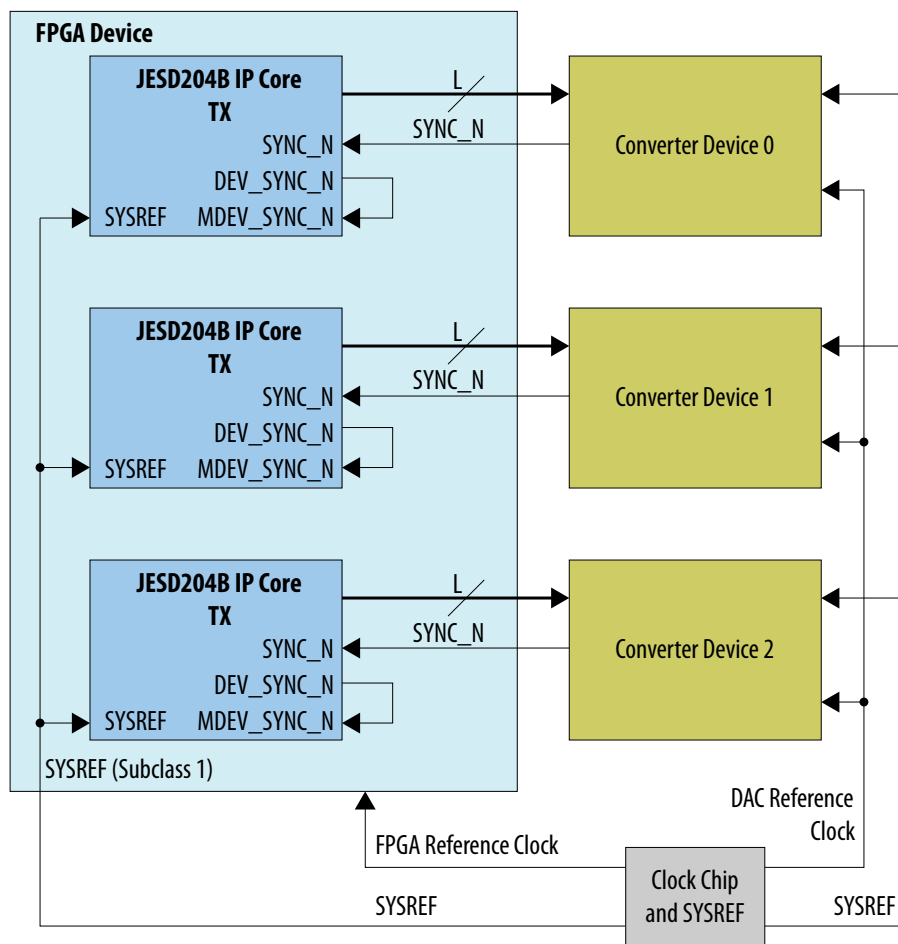 FPGA Device
JESD204B IP Core
TX
L
SYNC_N
SYNC_N
DEV_SYNC_N
SYSREF
MDEV_SYNC_N
Converter Device 0
JESD204B IP Core
TX
L
SYNC_N
SYNC_N
DEV_SYNC_N
SYSREF
MDEV_SYNC_N
Converter Device 1
JESD204B IP Core
TX
L
SYNC_N
SYNC_N
DEV_SYNC_N
SYSREF
MDEV_SYNC_N
Converter Device 2
SYSREF (Subclass 1)
DAC Reference
Clock
FPGA Reference Clock
Clock Chip
and SYSREF
SYSREF
SYSREF